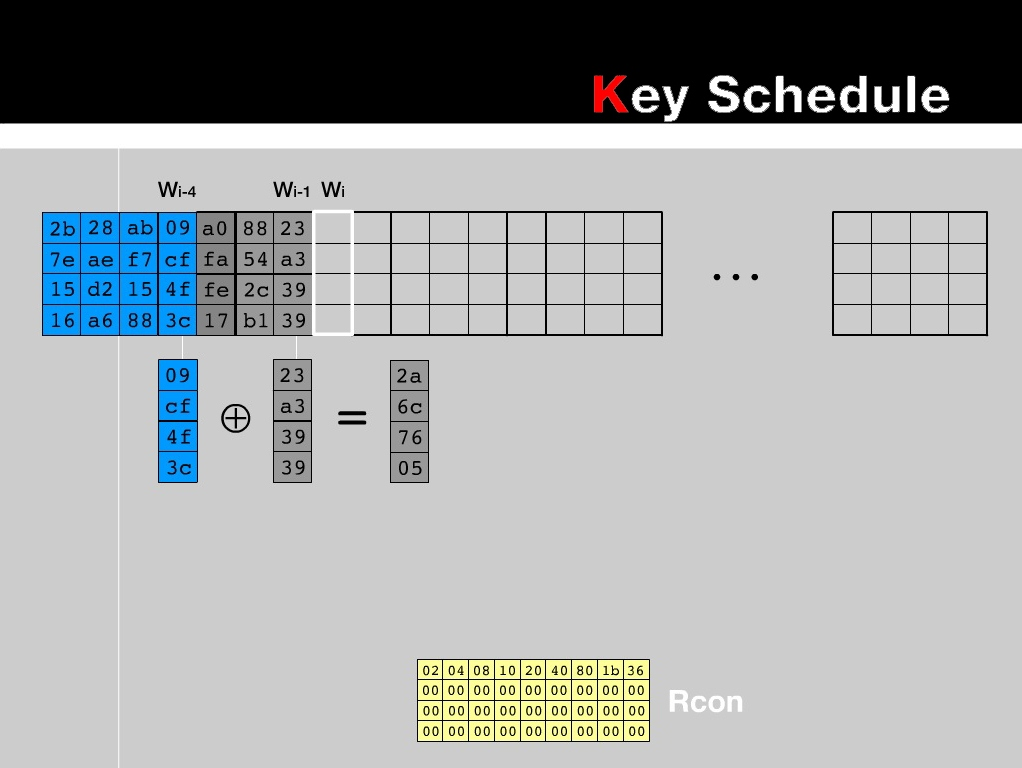 Key Schedule
Wi-4 Wi-1 Wi
2b 28 ab 09 a0 88 23
7e ae f7 cf fa 54 a3
15 d2 15 4f fe 2c 39
16 a6 88 3c 17 b1 39
...
09 23 2a
cf a3 6c
⊕ =
4f 39 76
3c 39 05
02 04 08 10 20 40 80 1b 36
00 00 00 00 00 00 00 00 00
00 00 00 00 00 00 00 00 00
00 00 00 00 00 00 00 00 00
Rcon